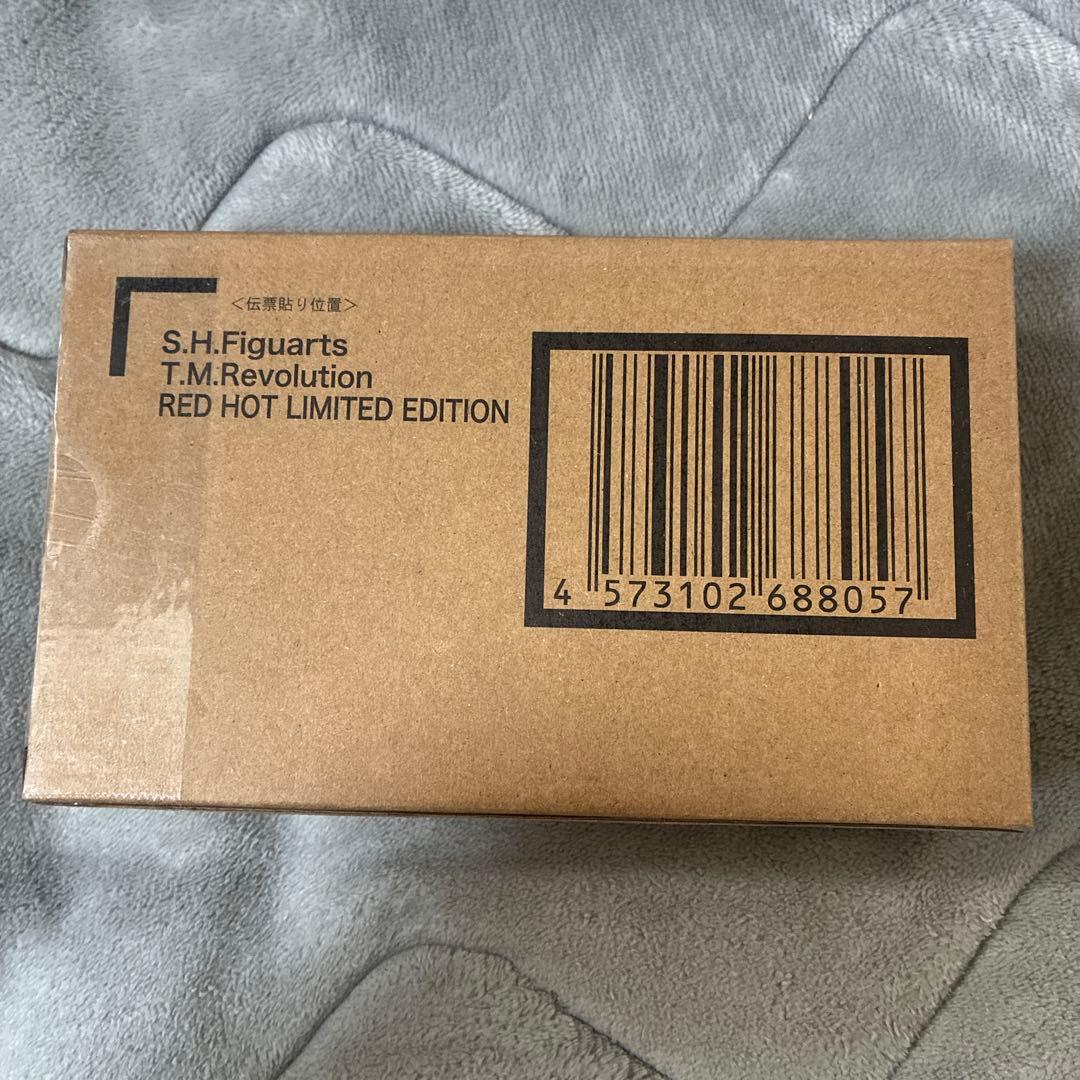 ＜伝票貼り位置＞
S.H.Figuarts
T.M.Revolution
RED HOT LIMITED EDITION
4 573102 688057